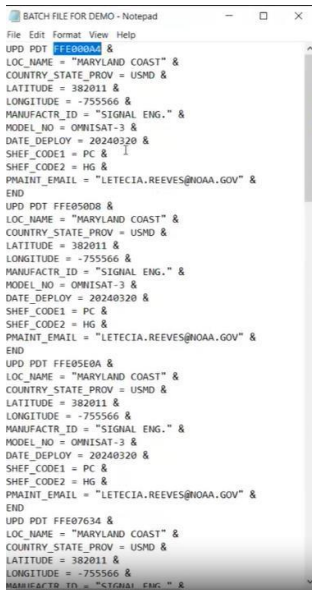 BATCH FILE FOR DEMO - Notepad
File Edit Format View Help
UPD PDT FFE000A4 &
LOC_NAME = "MARYLAND COAST" &
COUNTRY_STATE_PROV = USMD &
LATITUDE = 382011 &
LONGITUDE = -755566 &
MANUFACTR_ID = "SIGNAL ENG." &
MODEL_NO = OMNISAT-3 &
DATE_DEPLOY = 20240320 &
SHEF_CODE1 = PC &
SHEF_CODE2 = HG &
PMAINT_EMAIL = "LETECIA.REEVES@NOAA.GOV" &
END
UPD PDT FFE050D8 &
LOC_NAME = "MARYLAND COAST" &
COUNTRY_STATE_PROV = USMD &
LATITUDE = 382011 &
LONGITUDE = -755566 &
MANUFACTR_ID = "SIGNAL ENG." &
MODEL_NO = OMNISAT-3 &
DATE_DEPLOY = 20240320 &
SHEF_CODE1 = PC &
SHEF_CODE2 = HG &
PMAINT_EMAIL = "LETECIA.REEVES@NOAA.GOV" &
END
UPD PDT FFE05E0A &
LOC_NAME = "MARYLAND COAST" &
COUNTRY_STATE_PROV = USMD &
LATITUDE = 382011 &
LONGITUDE = -755566 &
MANUFACTR_ID = "SIGNAL ENG." &
MODEL_NO = OMNISAT-3 &
DATE_DEPLOY = 20240320 &
SHEF_CODE1 = PC &
SHEF_CODE2 = HG &
PMAINT_EMAIL = "LETECIA.REEVES@NOAA.GOV" &
END
UPD PDT FFE07634 &
LOC_NAME = "MARYLAND COAST" &
COUNTRY_STATE_PROV = USMD &
LATITUDE = 382011 &
LONGITUDE = -755566 &
MANUFACTR_ID = "SIGNAL ENG." &